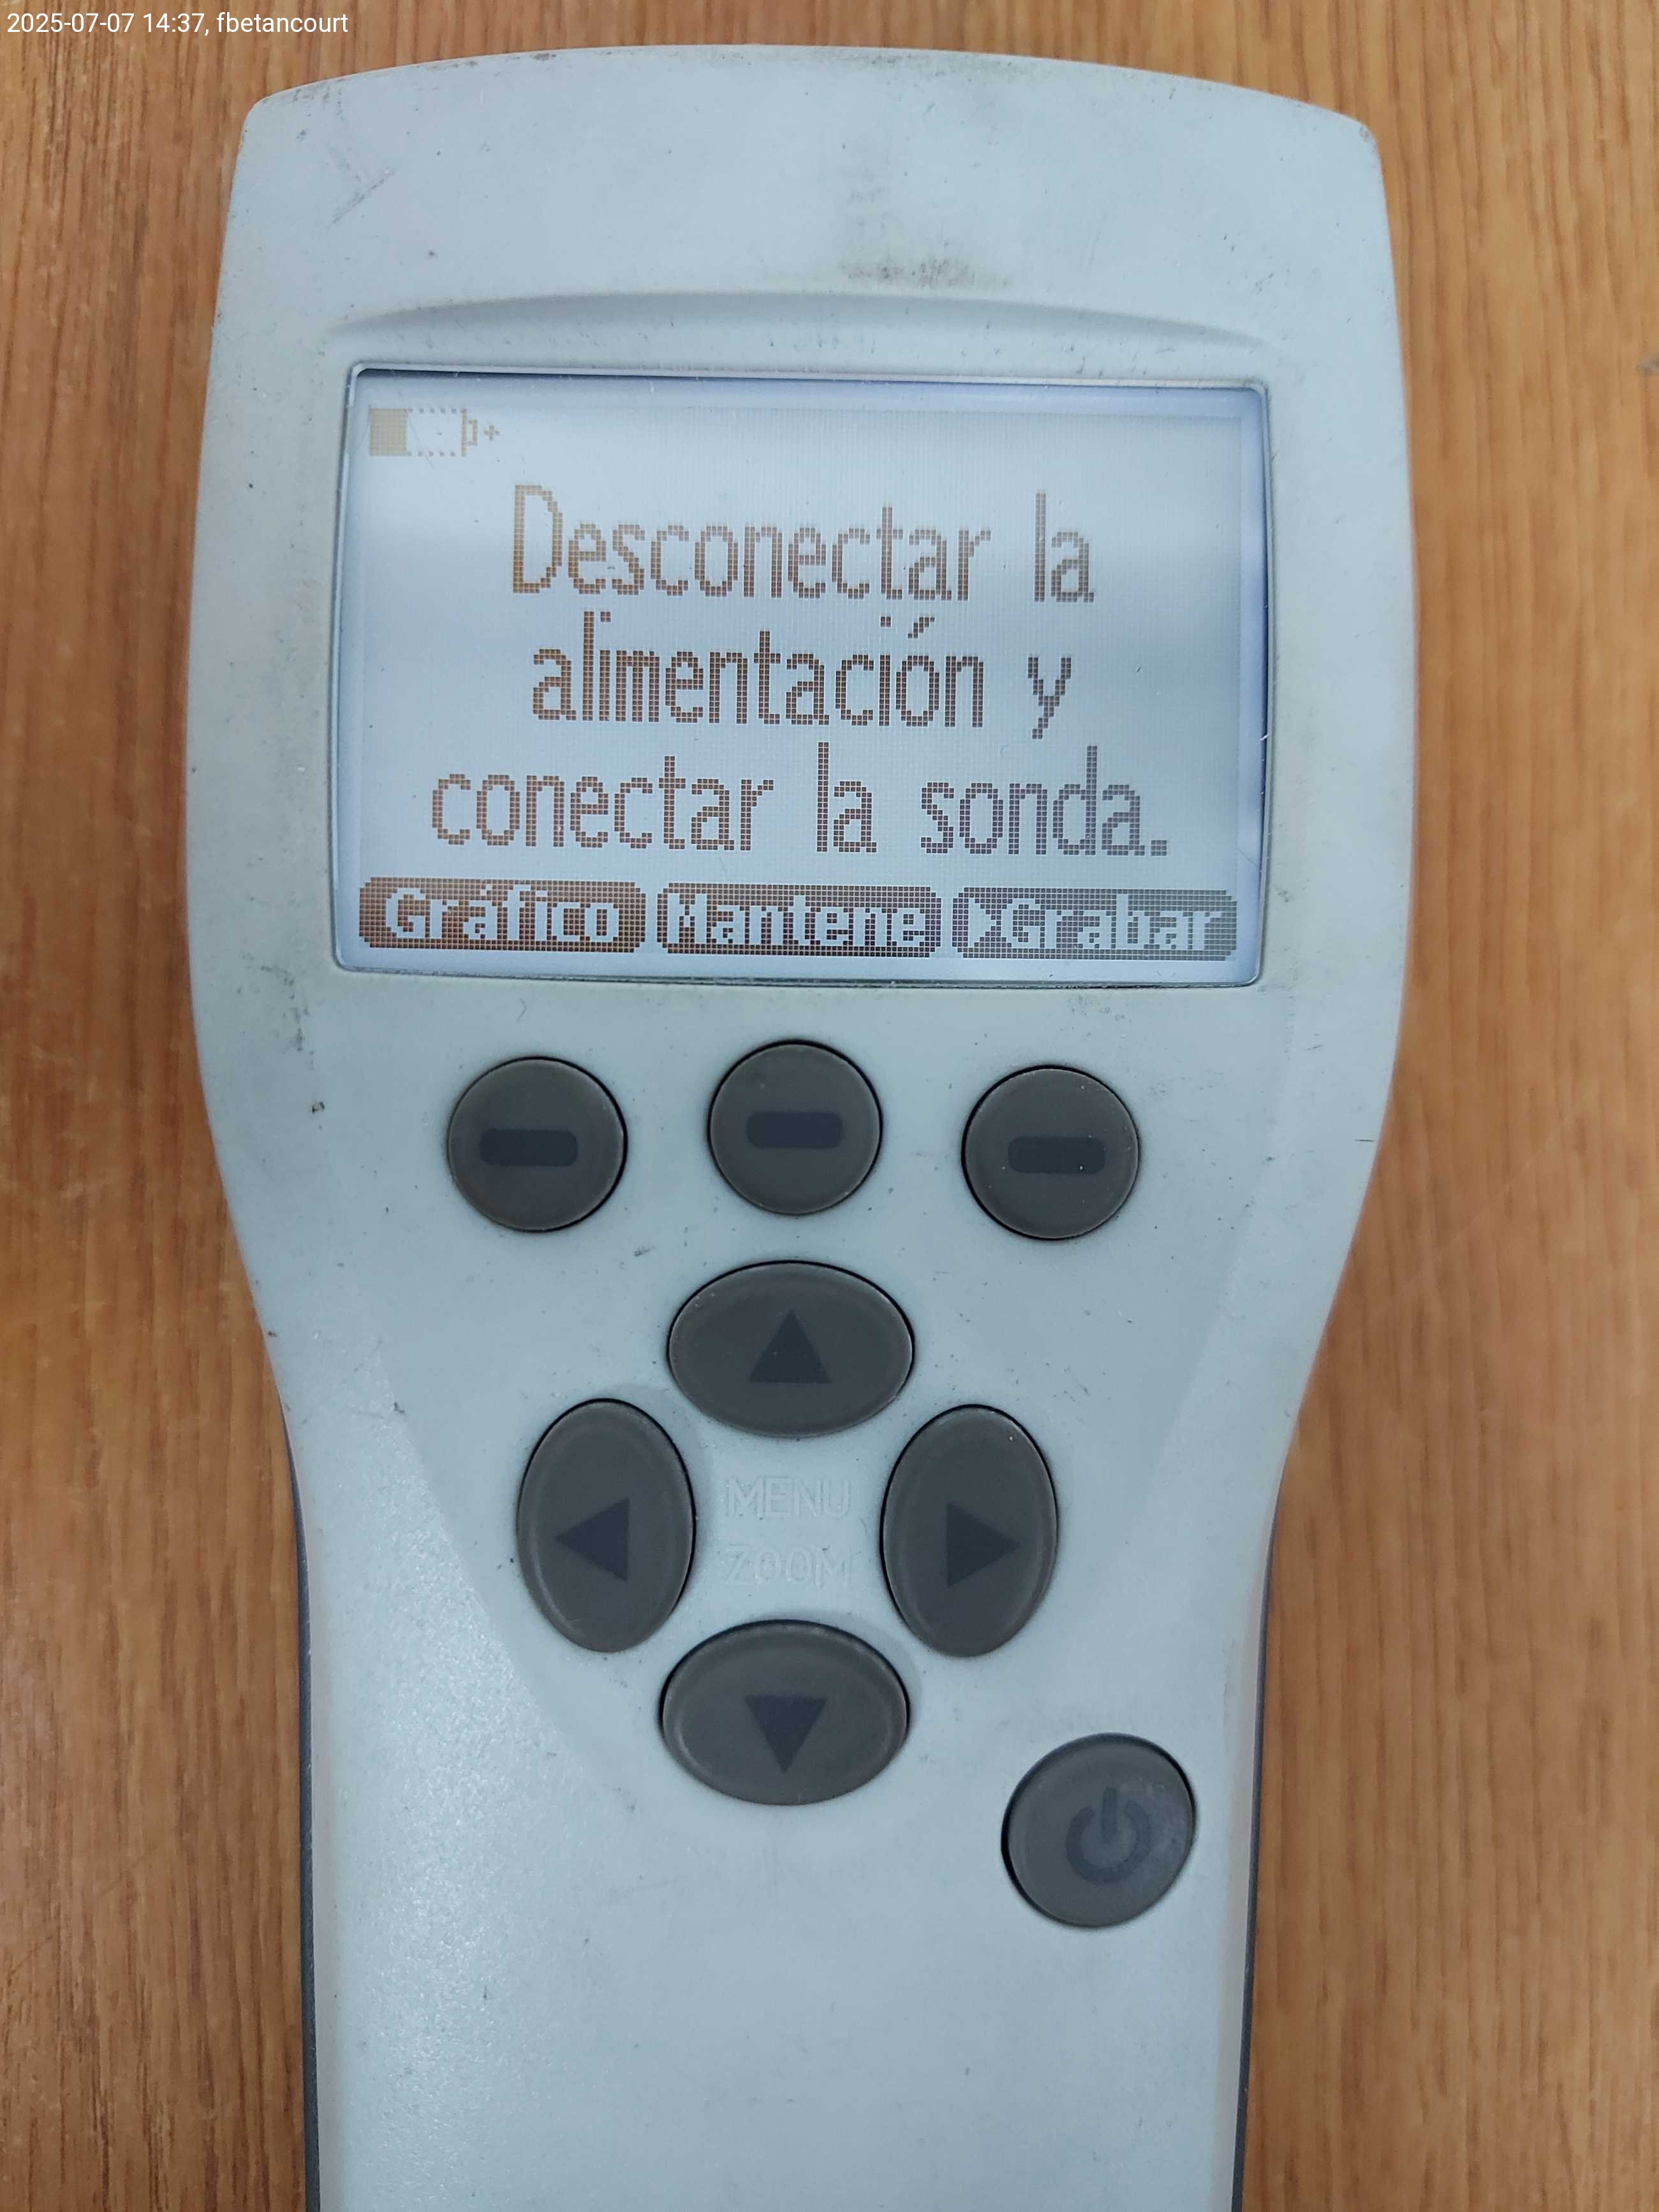 2025-07-07 14:37, fbetancourt
Desconectar la
alimentación y
conectar la sonda.
Gráfico Mantene Grabar
MENU
ZOOM